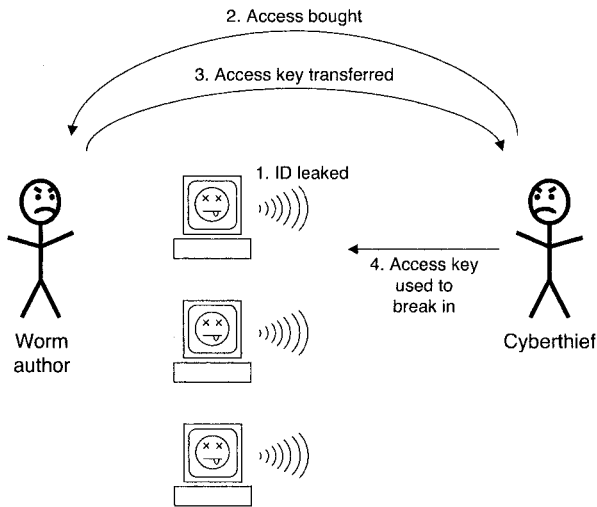 2. Access bought
3. Access key transferred
1. ID leaked
4. Access key
used to
break in
Worm
author
Cyberthief